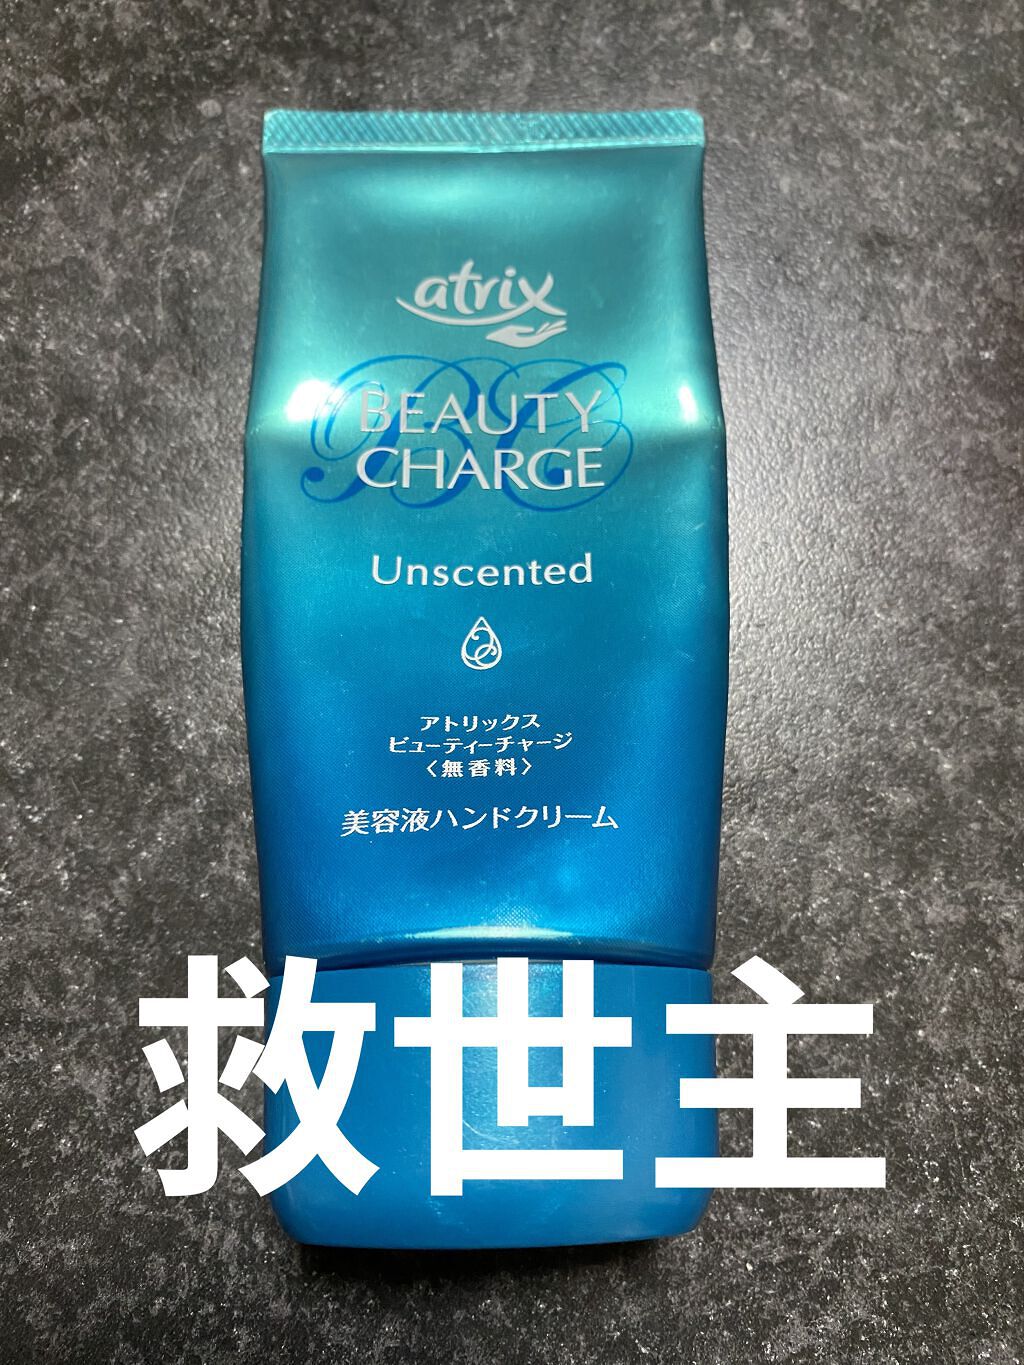 atrix
BEAUTY
CHARGE
Unscented
アトリックス
ビューティーチャージ
〈無香料〉
美容液ハンドクリーム
救世主